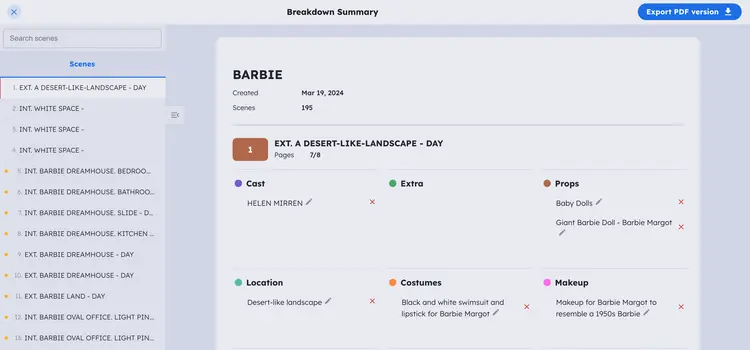 Breakdown Summary
Export PDF version
Search scenes
Scenes
1. EXT. A DESERT-LIKE-LANDSCAPE - DAY
2. INT. WHITE SPACE -
3. INT. WHITE SPACE -
4. INT. WHITE SPACE -
5. INT. BARBIE DREAMHOUSE. BEDROO...
6. INT. BARBIE DREAMHOUSE. BATHROO...
7. INT. BARBIE DREAMHOUSE. SLIDE - D...
8. INT. BARBIE DREAMHOUSE. KITCHEN ...
9. EXT. BARBIE DREAMHOUSE - DAY
10. EXT. BARBIE DREAMHOUSE - DAY
11. EXT. BARBIE LAND - DAY
12. INT. BARBIE OVAL OFFICE. LIGHT PIN...
13. INT. BARBIE OVAL OFFICE. LIGHT PIN...
BARBIE
Created Mar 19, 2024
Scenes 195
1 EXT. A DESERT-LIKE-LANDSCAPE - DAY
Pages 7/8
Cast
HELEN MIRREN
Extra
Props
Baby Dolls
Giant Barbie Doll - Barbie Margot
Location
Desert-like landscape
Costumes
Black and white swimsuit and
lipstick for Barbie Margot
Makeup
Makeup for Barbie Margot to
resemble a 1950s Barbie